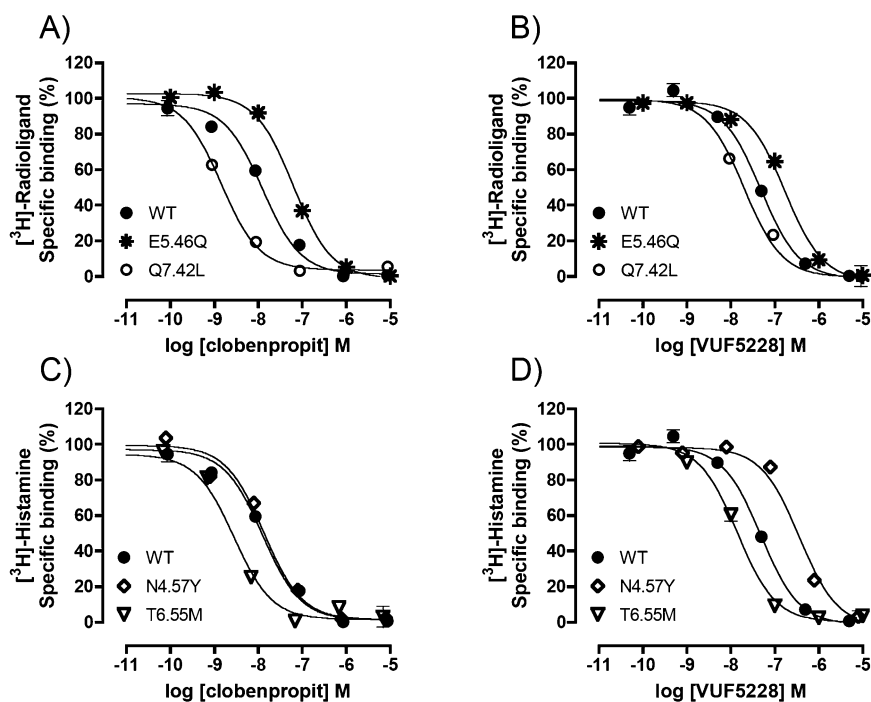 A)
[³H]-Radioligand
Specific binding (%)
120
100
80
60
40
20
0
WT
E5.46Q
Q7.42L
-11 -10 -9 -8 -7 -6 -5
log [clobenpropit] M
B)
[³H]-Radioligand
Specific binding (%)
120
100
80
60
40
20
0
WT
E5.46Q
Q7.42L
-11 -10 -9 -8 -7 -6 -5
log [VUF5228] M
C)
[³H]-Histamine
Specific binding (%)
120
100
80
60
40
20
0
WT
N4.57Y
T6.55M
-11 -10 -9 -8 -7 -6 -5
log [clobenpropit] M
D)
[³H]-Histamine
Specific binding (%)
120
100
80
60
40
20
0
WT
N4.57Y
T6.55M
-11 -10 -9 -8 -7 -6 -5
log [VUF5228] M